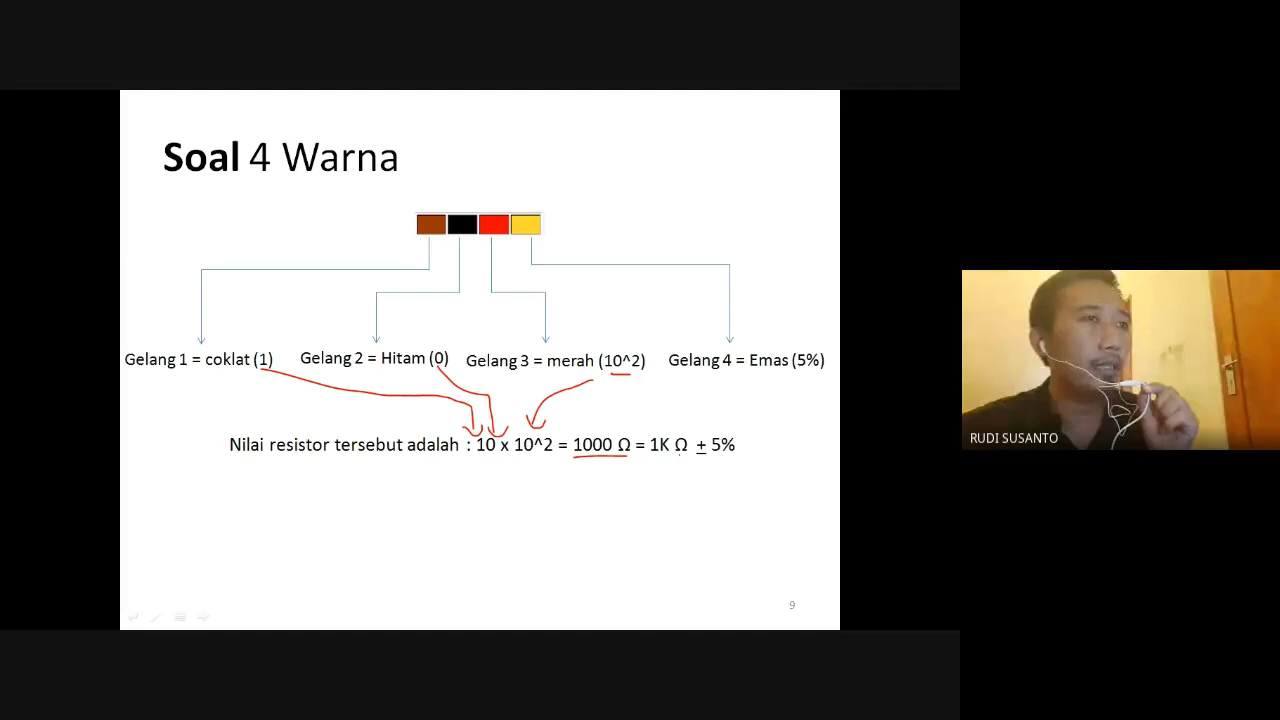 Soal 4 Warna
Gelang 1 = coklat (1) Gelang 2 = Hitam (0) Gelang 3 = merah (10^2) Gelang 4 = Emas (5%)
Nilai resistor tersebut adalah : 10 x 10^2 = 1000 Ω = 1K Ω ± 5%
9
RUDI SUSANTO